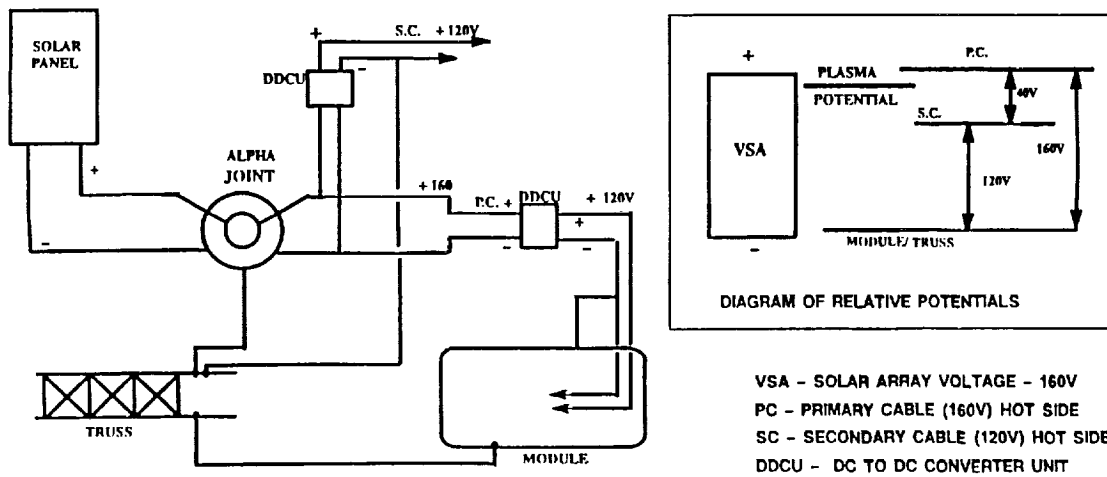 SOLAR
PANEL
+
-
ALPHA
JOINT
+
S.C. +120V
-
DDCU
+160
P.C. +
-
DDCU
+ 120V
+
-
TRUSS
MODULE
+
VSA
-
PLASMA
POTENTIAL
P.C.
40V
S.C.
160V
120V
MODULE/TRUSS
DIAGRAM OF RELATIVE POTENTIALS
VSA - SOLAR ARRAY VOLTAGE - 160V
PC - PRIMARY CABLE (160V) HOT SIDE
SC - SECONDARY CABLE (120V) HOT SIDE
DDCU - DC TO DC CONVERTER UNIT